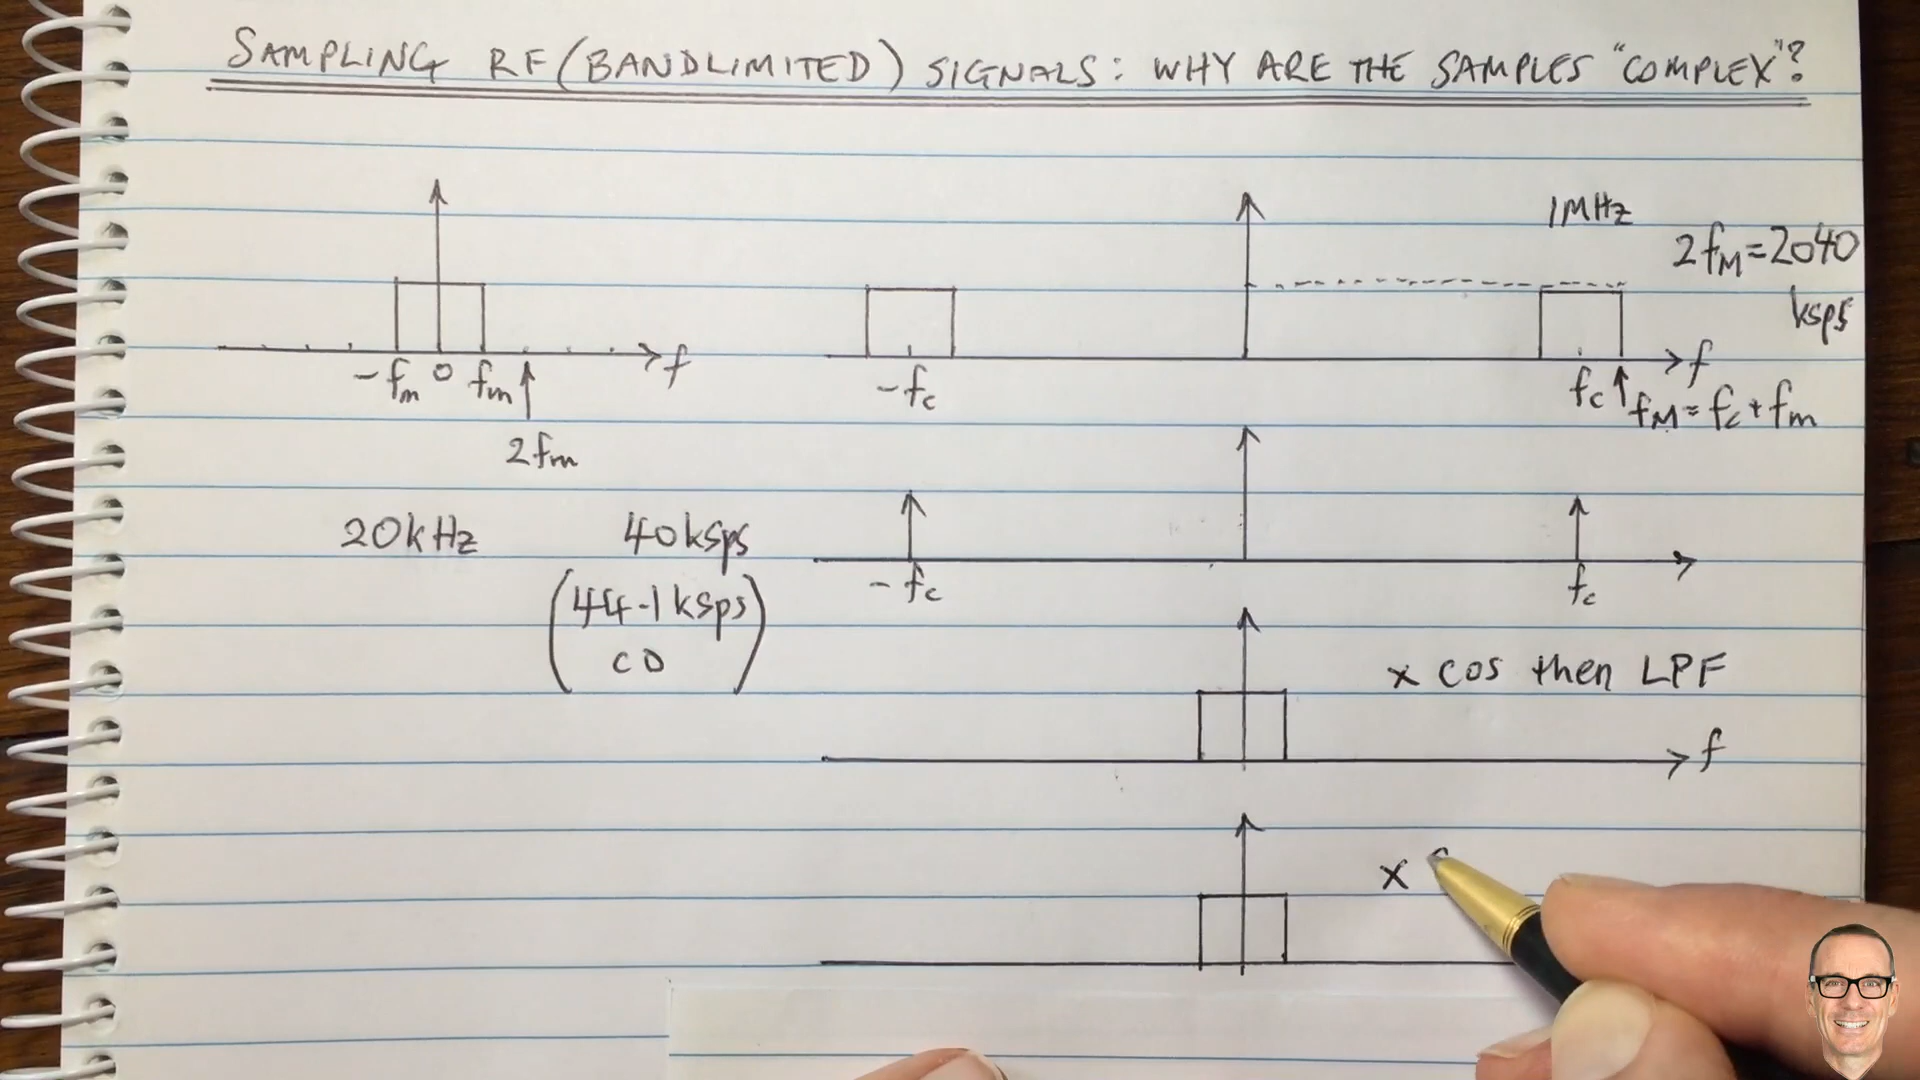 SAMPLING RF (BANDLIMITED) SIGNALS: WHY ARE THE SAMPLES "COMPLEX"?
1MHz
2fM = 2040
ksps
-fm 0 fm f
2fm
-fc fc f
fM = fc + fm
20kHz 40ksps
(44.1ksps)
CD
-fc fc
x cos then LPF
f
x